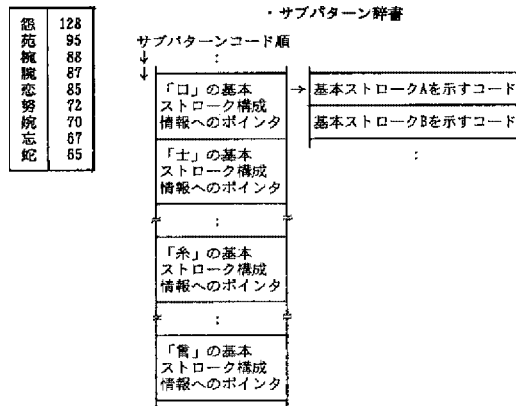 怨 128
苑 95
椀 88
腕 87
恋 85
努 72
婉 70
忘 67
蛇 65
・サブパターン辞書
サブパターンコード順
↓
↓ :
「口」の基本
ストローク構成
情報へのポインタ
→ 基本ストロークAを示すコード
基本ストロークBを示すコード
:
「士」の基本
ストローク構成
情報へのポインタ
:
「糸」の基本
ストローク構成
情報へのポインタ
:
の基本
ストローク構成
情報へのポインタ